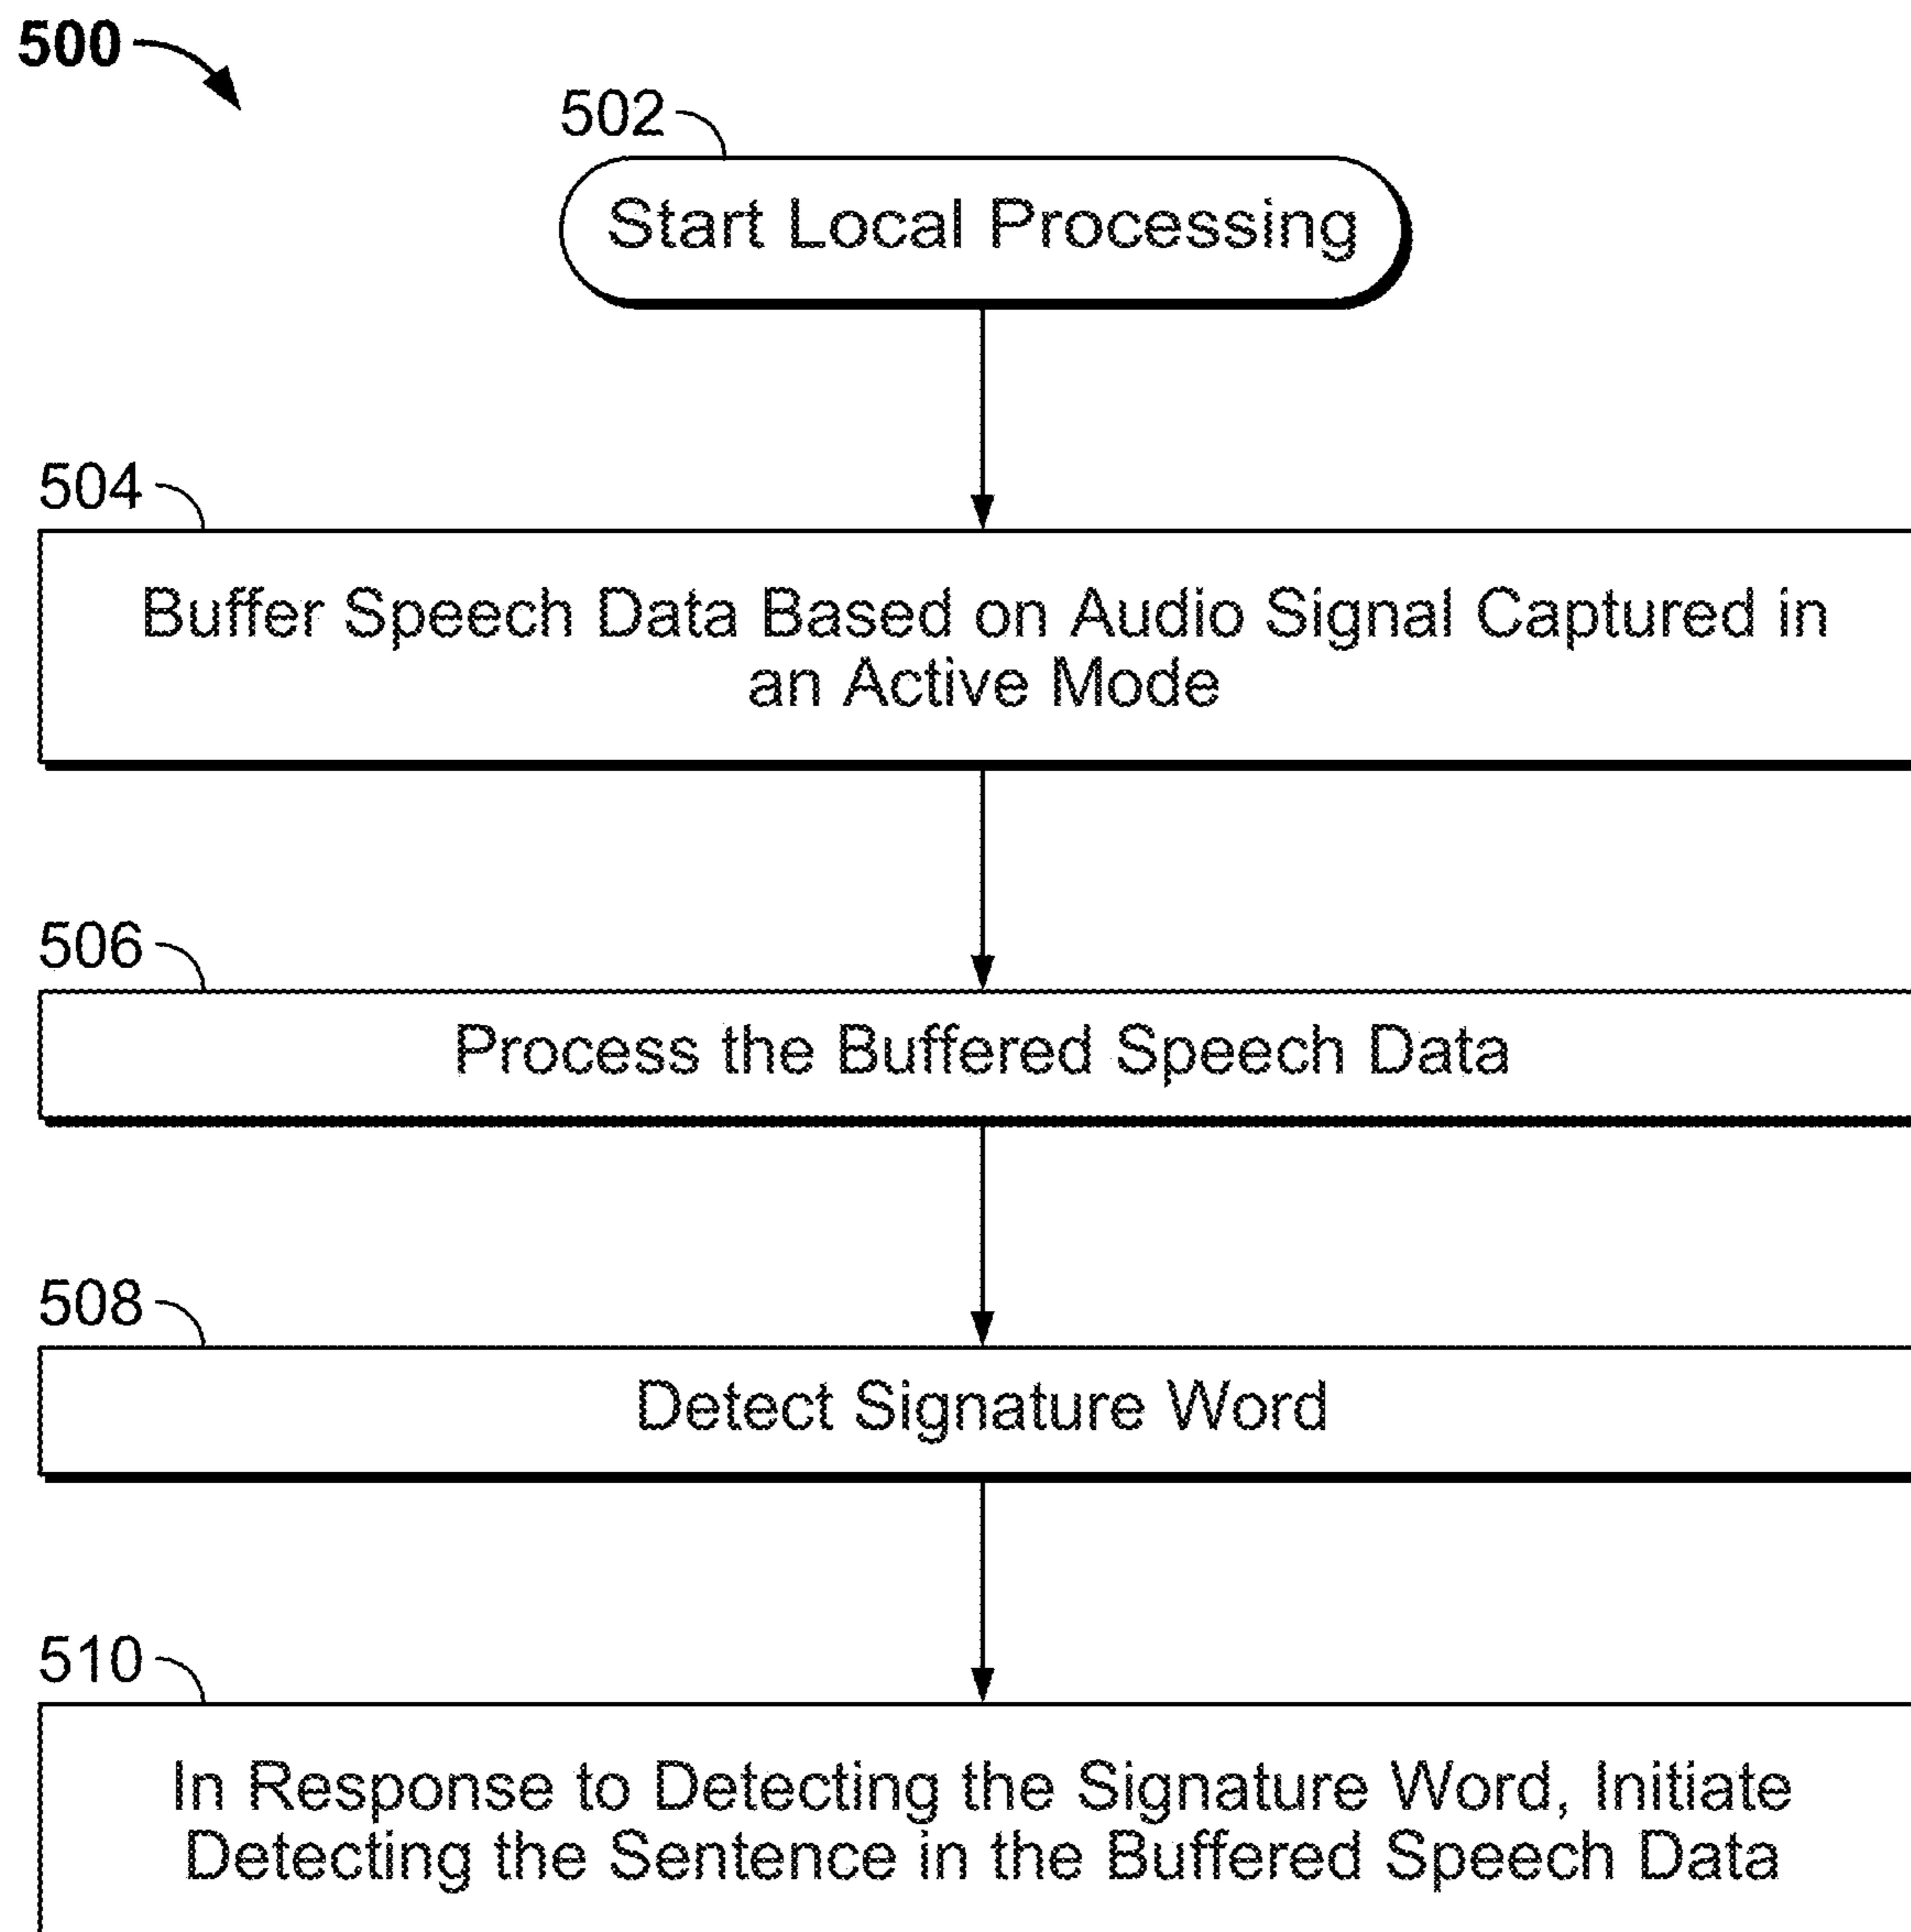 500
502
Start Local Processing
504
Buffer Speech Data Based on Audio Signal Captured in
an Active Mode
506
Process the Buffered Speech Data
508
Detect Signature Word
510
In Response to Detecting the Signature Word, Initiate
Detecting the Sentence in the Buffered Speech Data